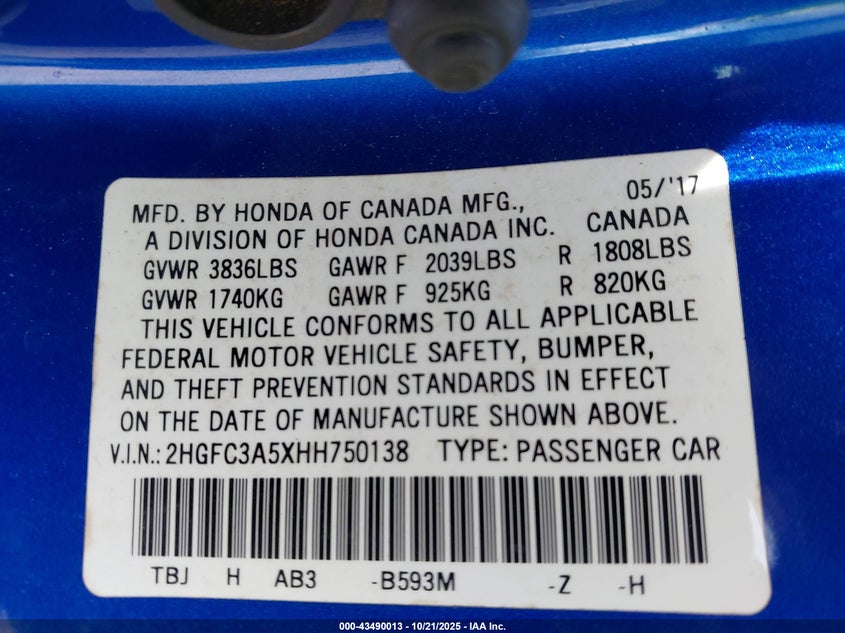 05/'17
MFD. BY HONDA OF CANADA MFG.,
A DIVISION OF HONDA CANADA INC. CANADA
GVWR 3836LBS GAWR F 2039LBS R 1808LBS
GVWR 1740KG GAWR F 925KG R 820KG
THIS VEHICLE CONFORMS TO ALL APPLICABLE
FEDERAL MOTOR VEHICLE SAFETY, BUMPER,
AND THEFT PREVENTION STANDARDS IN EFFECT
ON THE DATE OF MANUFACTURE SHOWN ABOVE.
V.I.N.: 2HGFC3A5XHH750138 TYPE: PASSENGER CAR
TBJ H AB3 -B593M -Z -H
000-43490013 - 10/21/2025 - IAA Inc.